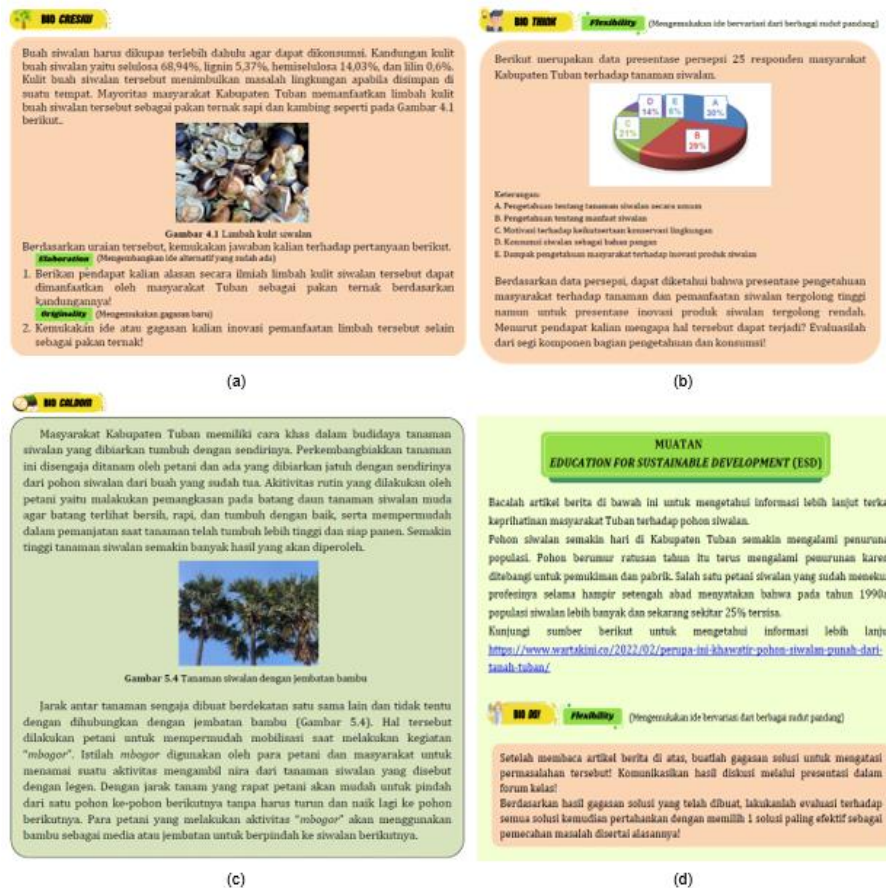 BIO CRESAW
Buah siwalan harus dikupas terlebih dahulu agar dapat dikonsumsi. Kandungan kulit
buah siwalan yaitu selulosa 68,94%, lignin 5,37%, hemiselulosa 14,03%, dan lilin 0,6%.
Kulit buah siwalan tersebut menimbulkan masalah lingkungan apabila disimpan di
suatu tempat. Mayoritas masyarakat Kabupaten Tuban memanfaatkan limbah kulit
buah siwalan tersebut sebagai pakan ternak sapi dan kambing seperti pada Gambar 4.1
berikut..
Gambar 4.1 Limbah kulit siwalan
Berdasarkan uraian tersebut, kemukakan jawaban kalian terhadap pertanyaan berikut.
Elaboration (Mengembangkan ide alternatif yang sudah ada)
1. Berikan pendapat kalian alasan secara ilmiah limbah kulit siwalan tersebut dapat
dimanfaatkan oleh masyarakat Tuban sebagai pakan ternak berdasarkan
kandungannya!
Originality (Mengemukakan gagasan baru)
2. Kemukakan ide atau gagasan kalian inovasi pemanfaatan limbah tersebut selain
sebagai pakan ternak!
(a)
BIO THINK Flexibility (Mengemukakan ide bervariasi dari berbagai sudut pandang)
Berikut merupakan data presentase persepsi 25 responden masyarakat
Kabupaten Tuban terhadap tanaman siwalan.
D 14%
E 6%
A 30%
C 21%
B 29%
Keterangan:
A. Pengetahuan tentang tanaman siwalan secara umum
B. Pengetahuan tentang manfaat siwalan
C. Motivasi terhadap keikutsertaan konservasi lingkungan
D. Konsumsi siwalan sebagai bahan pangan
E. Dampak pengetahuan masyarakat terhadap inovasi produk siwalan
Berdasarkan data persepsi, dapat diketahui bahwa presentase pengetahuan
masyarakat terhadap tanaman dan pemanfaatan siwalan tergolong tinggi
namun untuk presentase inovasi produk siwalan tergolong rendah.
Menurut pendapat kalian mengapa hal tersebut dapat terjadi? Evaluasilah
dari segi komponen bagian pengetahuan dan konsumsi!
(b)
BIO CALDOM
Masyarakat Kabupaten Tuban memiliki cara khas dalam budidaya tanaman
siwalan yang dibiarkan tumbuh dengan sendirinya. Perkembangbiakkan tanaman
ini disengaja ditanam oleh petani dan ada yang dibiarkan jatuh dengan sendirinya
dari pohon siwalan dari buah yang sudah tua. Akitivitas rutin yang dilakukan oleh
petani yaitu malakukan pemangkasan pada batang daun tanaman siwalan muda
agar batang terlihat bersih, rapi, dan tumbuh dengan baik, serta mempermudah
dalam pemanjatan saat tanaman telah tumbuh lebih tinggi dan siap panen. Semakin
tinggi tanaman siwalan semakin banyak hasil yang akan diperoleh.
Gambar 5.4 Tanaman siwalan dengan jembatan bambu
Jarak antar tanaman sengaja dibuat berdekatan satu sama lain dan tidak tentu
dengan dihubungkan dengan jembatan bambu (Gambar 5.4). Hal tersebut
dilakukan petani untuk mempermudah mobilisasi saat melakukan kegiatan
"mbogor". Istilah mbogor digunakan oleh para petani dan masyarakat untuk
menamai suatu aktivitas mengambil nira dari tanaman siwalan yang disebut
dengan legen. Dengan jarak tanam yang rapat petani akan mudah untuk pindah
dari satu pohon ke-pohon berikutnya tanpa harus turun dan naik lagi ke pohon
berikutnya. Para petani yang melakukan aktivitas "mbogor" akan menggunakan
bambu sebagai media atau jembatan untuk berpindah ke siwalan berikutnya.
(c)
MUATAN
EDUCATION FOR SUSTAINABLE DEVELOPMENT (ESD)
Bacalah artikel berita di bawah ini untuk mengetahui informasi lebih lanjut terka
keprihatinan masyarakat Tuban terhadap pohon siwalan.
Pohon siwalan semakin hari di Kabupaten Tuban semakin mengalami penuruna
populasi. Pohon berumur ratusan tahun itu terus mengalami penurunan karen
ditebangi untuk pemukiman dan pabrik. Salah satu petani siwalan yang sudah meneku
profesinya selama hampir setengah abad menyatakan bahwa pada tahun 1990a
populasi siwalan lebih banyak dan sekarang sekitar 25% tersisa.
Kunjungi sumber berikut untuk mengetahui informasi lebih lanju
https://www.wartakini.co/2022/02/perupa-ini-khawatir-pohon-siwalan-punah-dari-
tanah-tuban/
BIO DO! Flexibility (Mengemukakan ide bervariasi dari berbagai sudut pandang)
Setelah membaca artikel berita di atas, buatlah gagasan solusi untuk mengatasi
permasalahan tersebut! Komunikasikan hasil diskusi melalui presentasi dalam
forum kelas!
Berdasarkan hasil gagasan solusi yang telah dibuat, lakukanlah evaluasi terhadap
semua solusi kemudian pertahankan dengan memilih 1 solusi paling efektif sebagai
pemecahan masalah disertai alasannya!
(d)